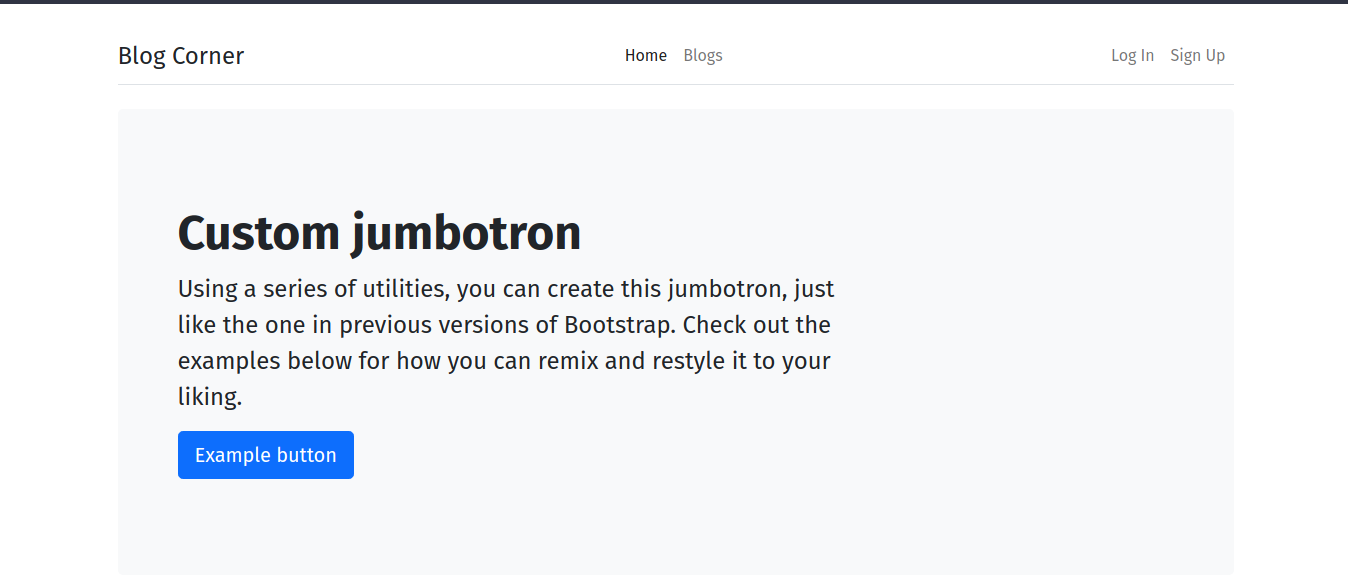 Blog Corner
Home Blogs
Log In Sign Up
Custom jumbotron
Using a series of utilities, you can create this jumbotron, just
like the one in previous versions of Bootstrap. Check out the
examples below for how you can remix and restyle it to your
liking.
Example button